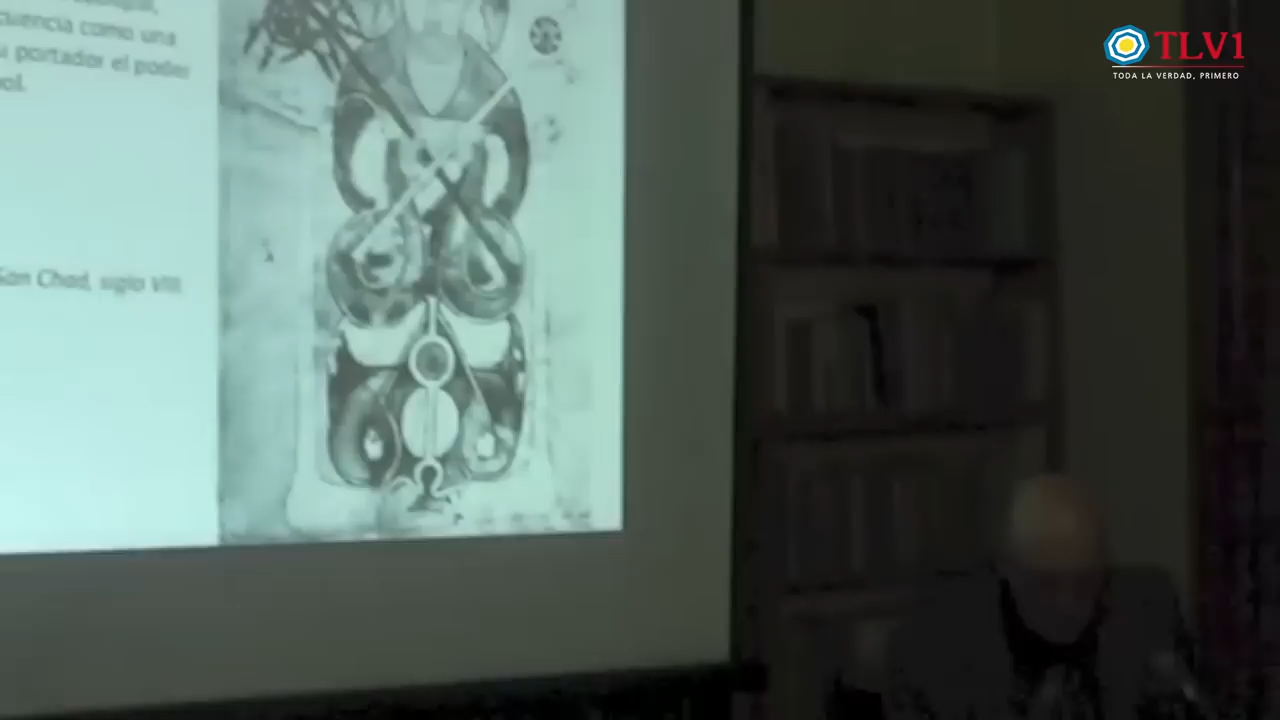 cuencia como una
u portador el poder
ol.
San Chad, siglo VIII
TLV1
TODA LA VERDAD, PRIMERO